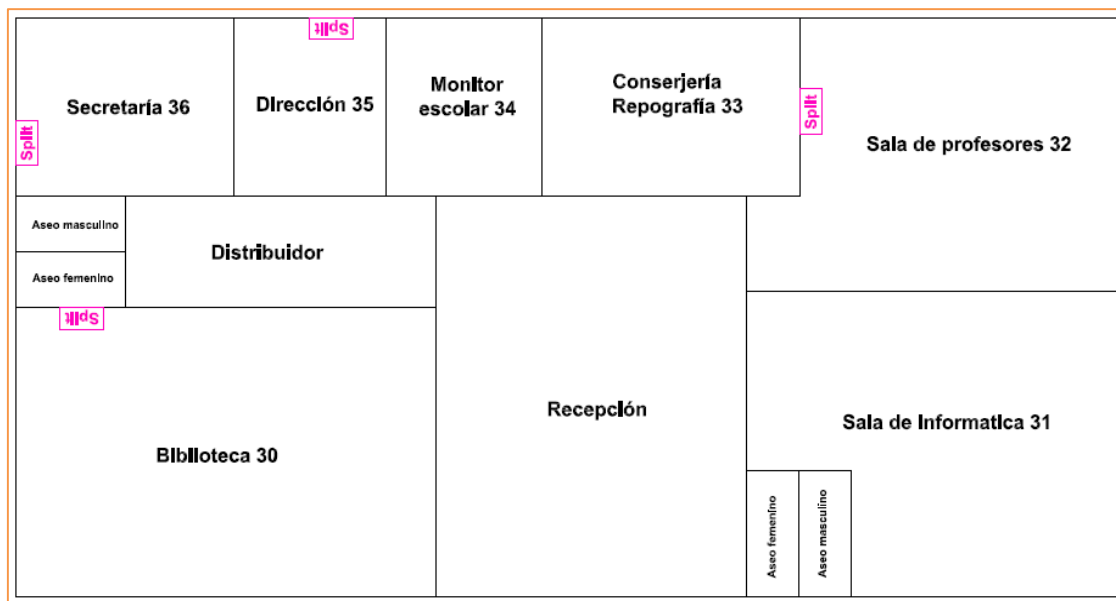 Split
Secretaría 36
Dirección 35
Monitor
escolar 34
Conserjería
Repografía 33
Split
Sala de profesores 32
Split
Aseo masculino
Aseo femenino
Distribuidor
Split
Biblioteca 30
Recepción
Sala de Informatica 31
Aseo femenino
Aseo masculino